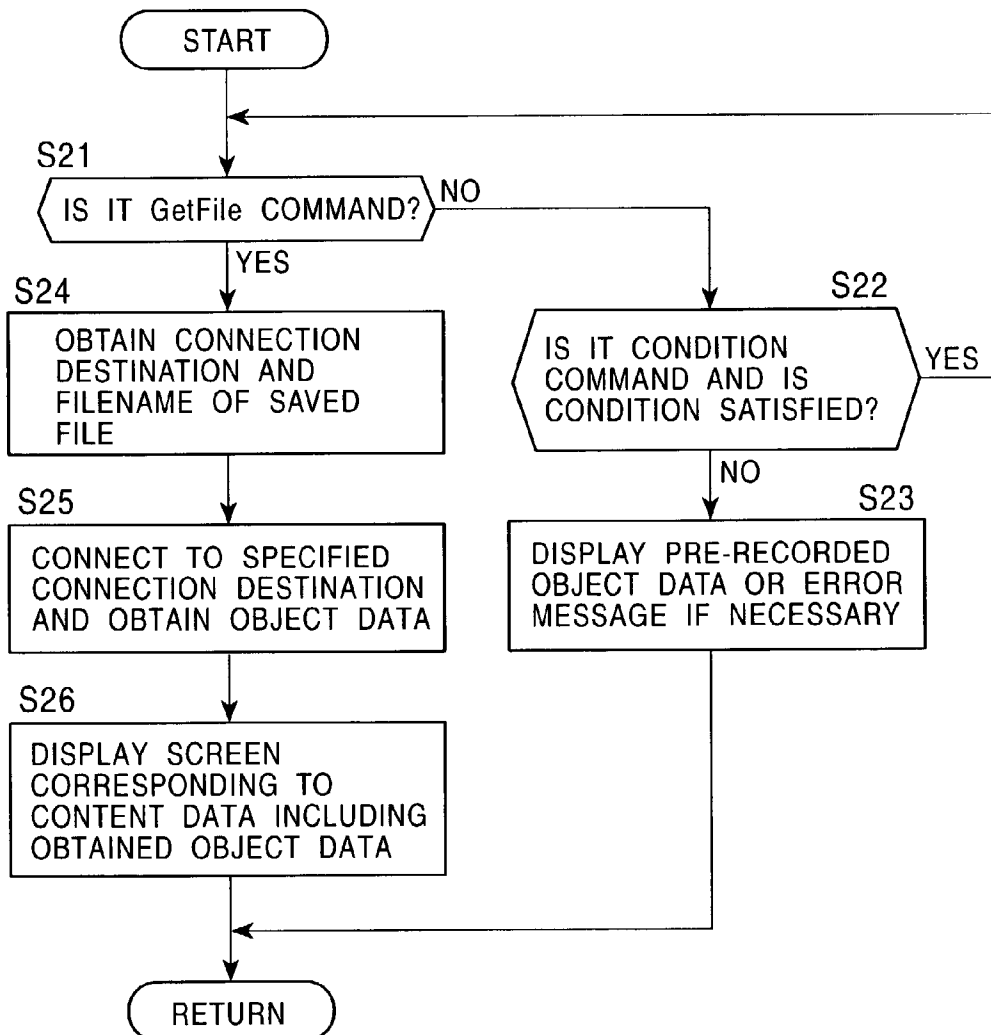 START
S21
IS IT GetFile COMMAND?
NO
YES
S24
OBTAIN CONNECTION
DESTINATION AND
FILENAME OF SAVED
FILE
S22
IS IT CONDITION
COMMAND AND IS
CONDITION SATISFIED?
YES
NO
S25
CONNECT TO SPECIFIED
CONNECTION DESTINATION
AND OBTAIN OBJECT DATA
S23
DISPLAY PRE-RECORDED
OBJECT DATA OR ERROR
MESSAGE IF NECESSARY
S26
DISPLAY SCREEN
CORRESPONDING TO
CONTENT DATA INCLUDING
OBTAINED OBJECT DATA
RETURN